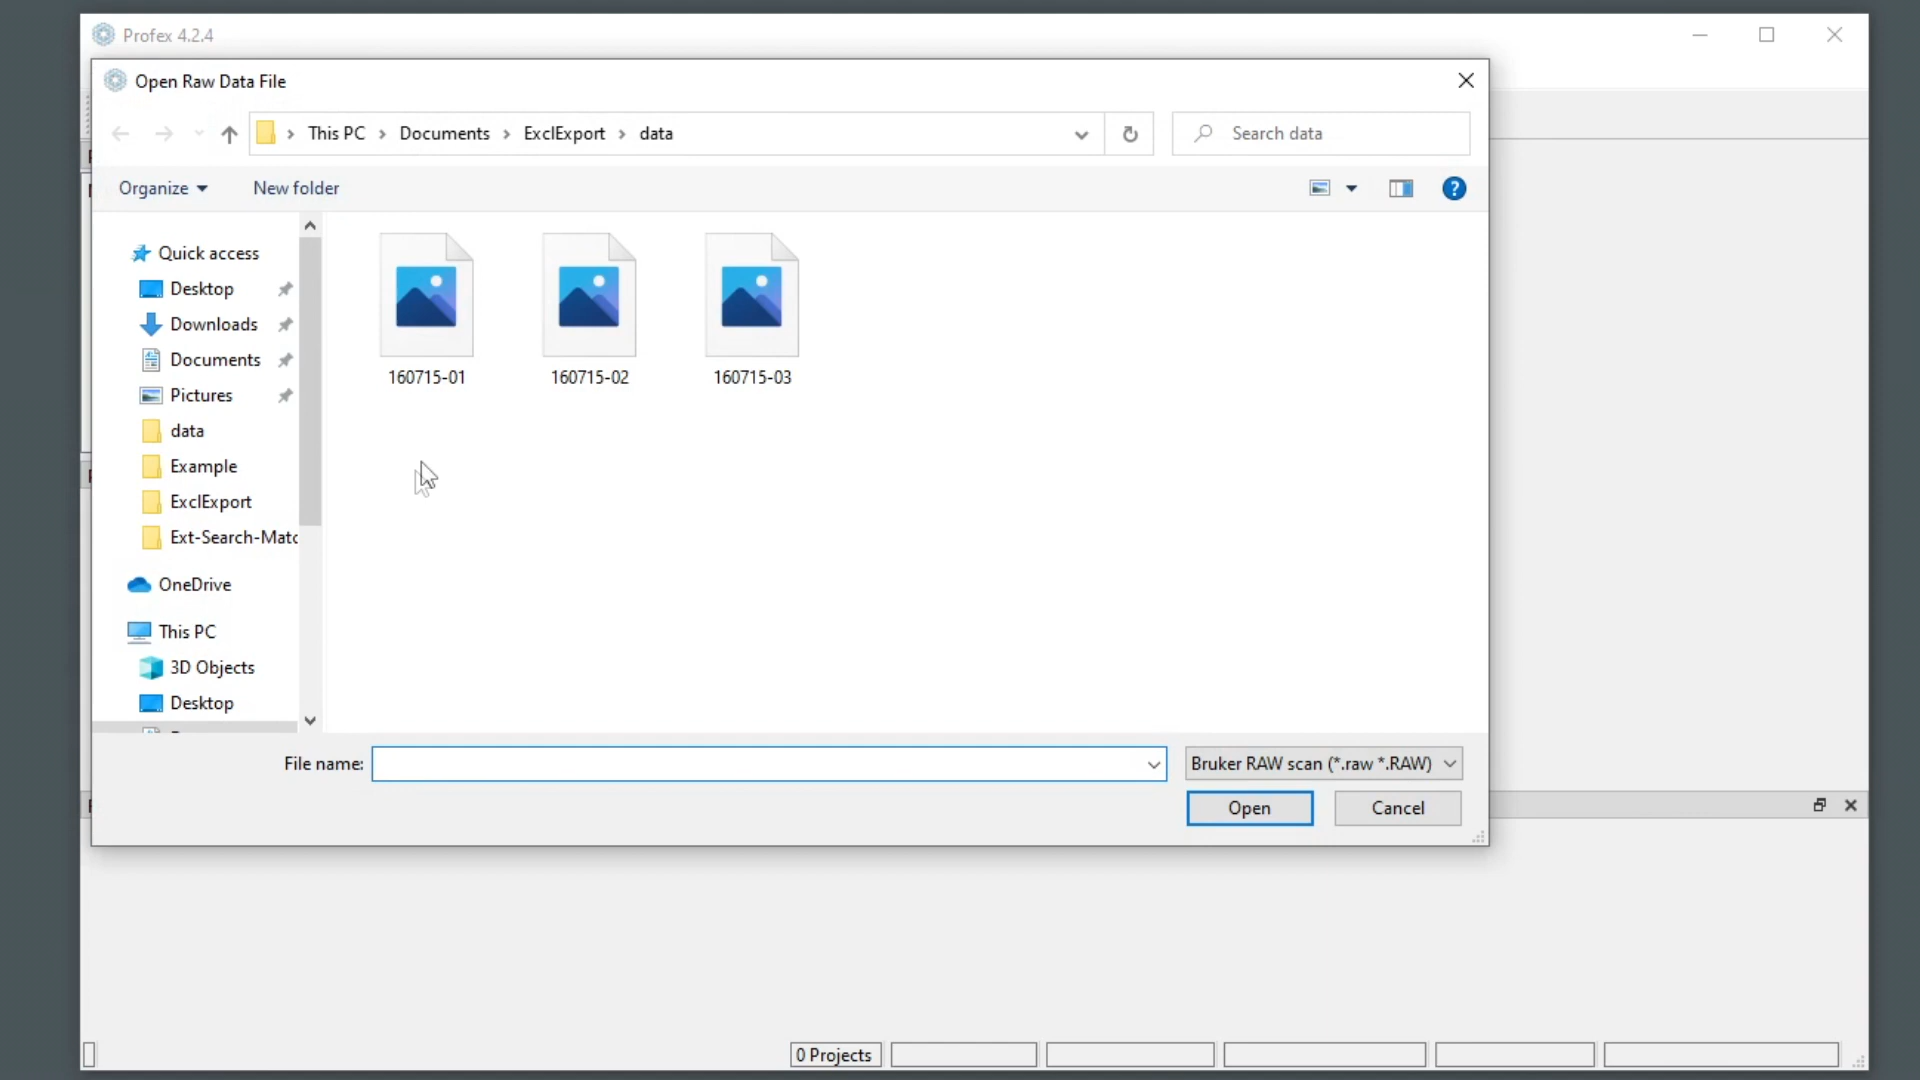 Profex 4.2.4
Open Raw Data File
This PC > Documents > ExclExport > data
Search data
Organize
New folder
?
Quick access
Desktop
Downloads
Documents
Pictures
data
Example
ExclExport
Ext-Search-Matc
OneDrive
This PC
3D Objects
Desktop
160715-01
160715-02
160715-03
File name:
Bruker RAW scan (*.raw *.RAW)
Open
Cancel
0 Projects